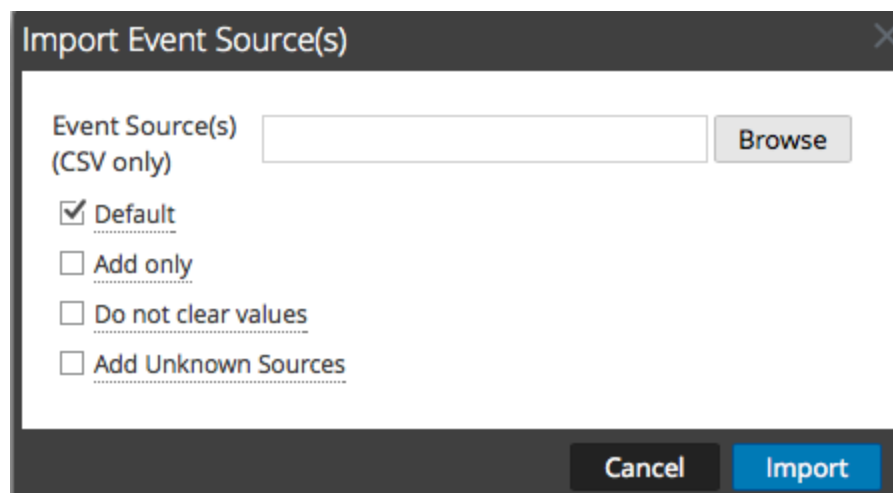 Import Event Source(s)
Event Source(s)
(CSV only)
Browse
Default
Add only
Do not clear values
Add Unknown Sources
Cancel
Import